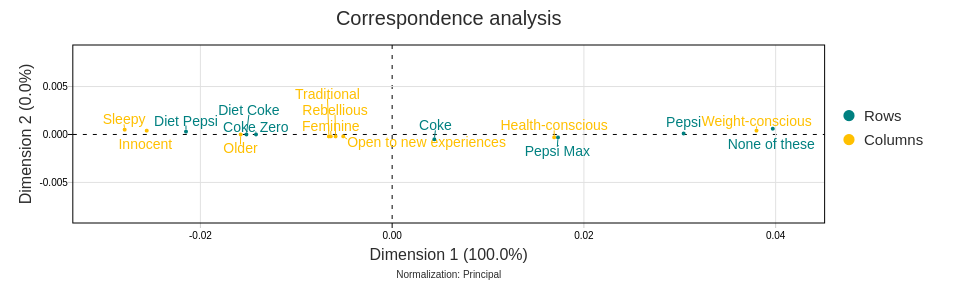 Correspondence analysis
Dimension 2 (0.0%)
0.005
0.000
-0.005
Sleepy
Innocent
Diet Pepsi
Diet Coke
Coke Zero
Older
Traditional
Rebellious
Feminine
Open to new experiences
Coke
Health-conscious
Pepsi Max
Pepsi
Weight-conscious
None of these
Rows
Columns
-0.02
0.00
0.02
0.04
Dimension 1 (100.0%)
Normalization: Principal